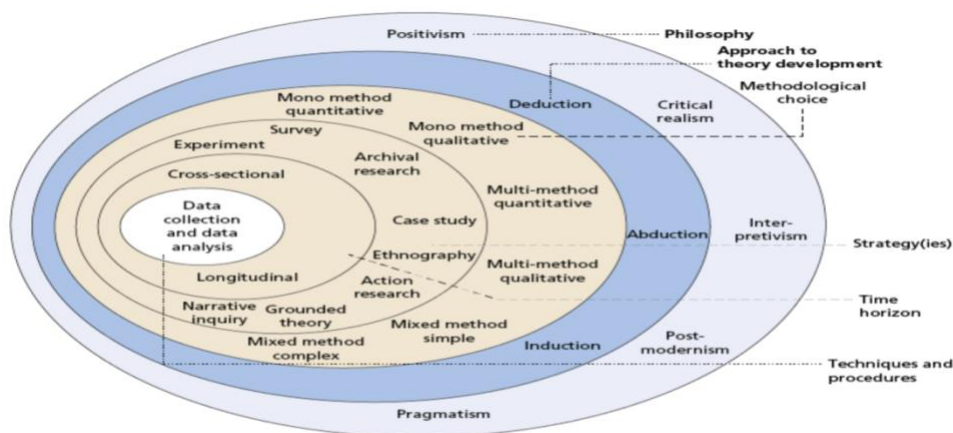 Positivism
Philosophy
Approach to
theory development
Methodological
choice
Mono method
quantitative
Deduction
Critical
realism
Survey
Mono method
qualitative
Experiment
Archival
research
Cross-sectional
Multi-method
quantitative
Data
collection
and data
analysis
Case study
Inter-
pretivism
Abduction
Strategy(ies)
Ethnography
Multi-method
qualitative
Longitudinal
Action
research
Time
horizon
Narrative
inquiry
Grounded
theory
Mixed method
simple
Mixed method
complex
Induction
Post-
modernism
Techniques and
procedures
Pragmatism